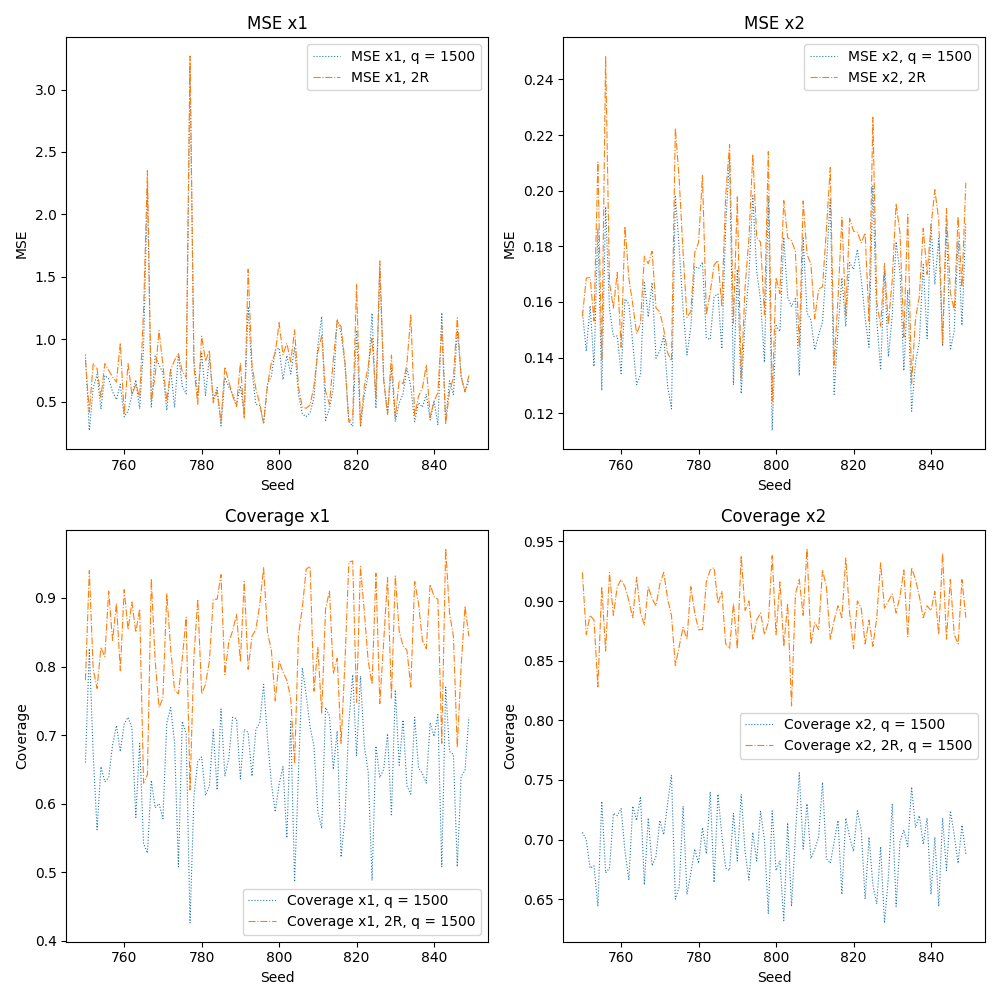 MSE x1
MSE x1, q = 1500
MSE x1, 2R
3.0
2.5
2.0
1.5
1.0
0.5
MSE
760 780 800 820 840
Seed
MSE x2
MSE x2, q = 1500
MSE x2, 2R
0.24
0.22
0.20
0.18
0.16
0.14
0.12
MSE
760 780 800 820 840
Seed
Coverage x1
0.9
0.8
0.7
0.6
0.5
0.4
Coverage
Coverage x1, q = 1500
Coverage x1, 2R, q = 1500
760 780 800 820 840
Seed
Coverage x2
0.95
0.90
0.85
0.80
0.75
0.70
0.65
Coverage
Coverage x2, q = 1500
Coverage x2, 2R, q = 1500
760 780 800 820 840
Seed